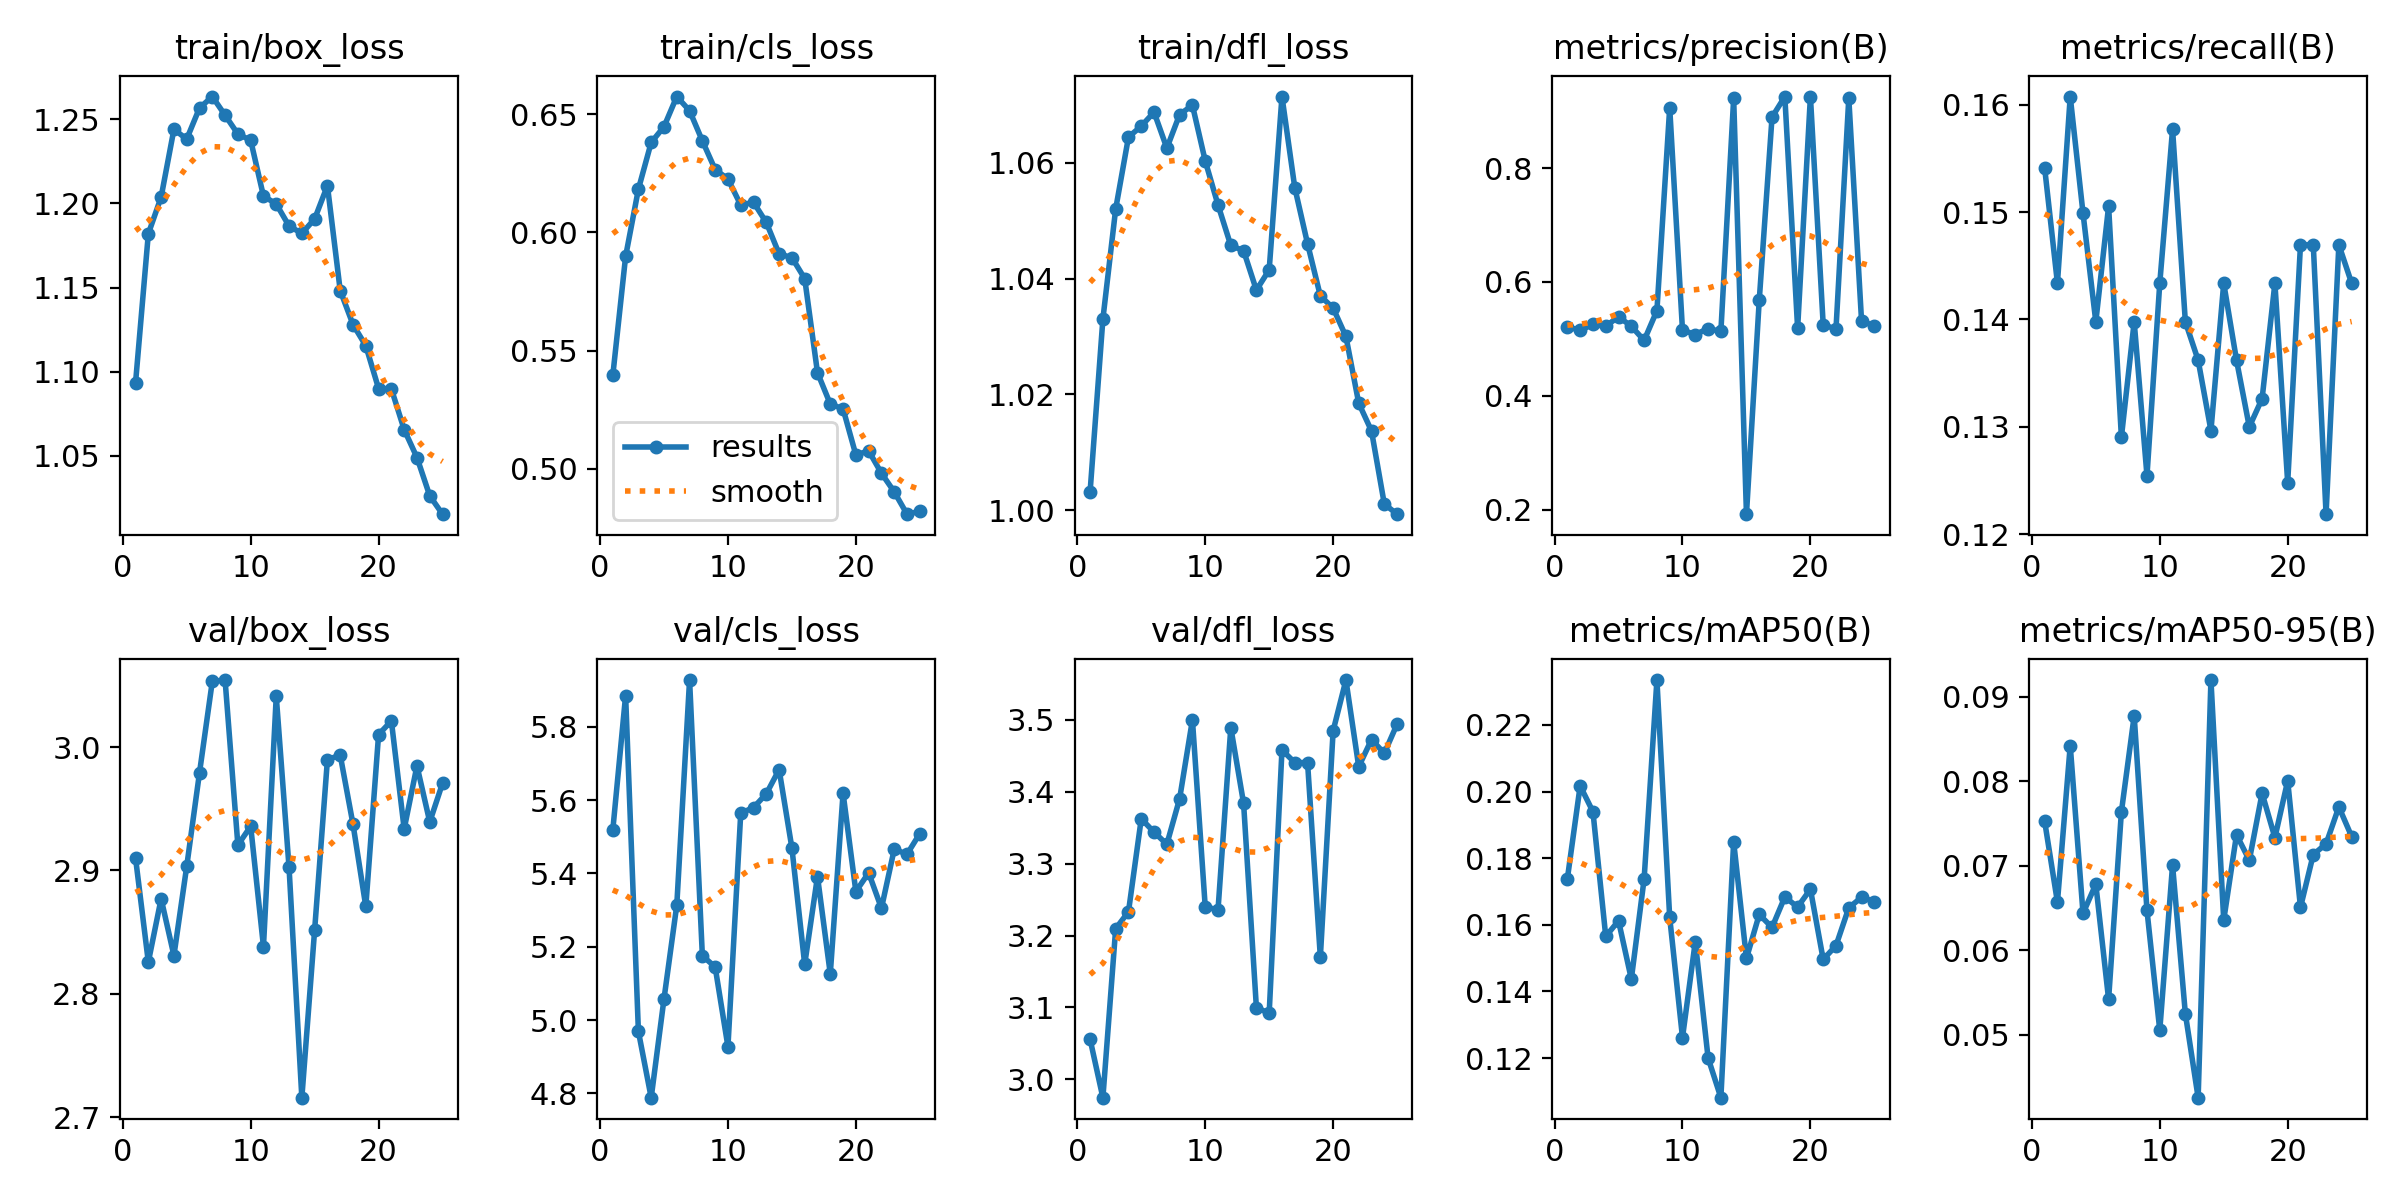 train/box_loss
train/cls_loss
train/dfl_loss
metrics/precision(B)
metrics/recall(B)
1.25
1.20
1.15
1.10
1.05
0 10 20
0.65
0.60
0.55
0.50
results
smooth
0 10 20
1.06
1.04
1.02
1.00
0 10 20
0.8
0.6
0.4
0.2
0 10 20
0.16
0.15
0.14
0.13
0.12
0 10 20
val/box_loss
val/cls_loss
val/dfl_loss
metrics/mAP50(B)
metrics/mAP50-95(B)
3.0
2.9
2.8
2.7
0 10 20
5.8
5.6
5.4
5.2
5.0
4.8
0 10 20
3.5
3.4
3.3
3.2
3.1
3.0
0 10 20
0.22
0.20
0.18
0.16
0.14
0.12
0 10 20
0.09
0.08
0.07
0.06
0.05
0 10 20